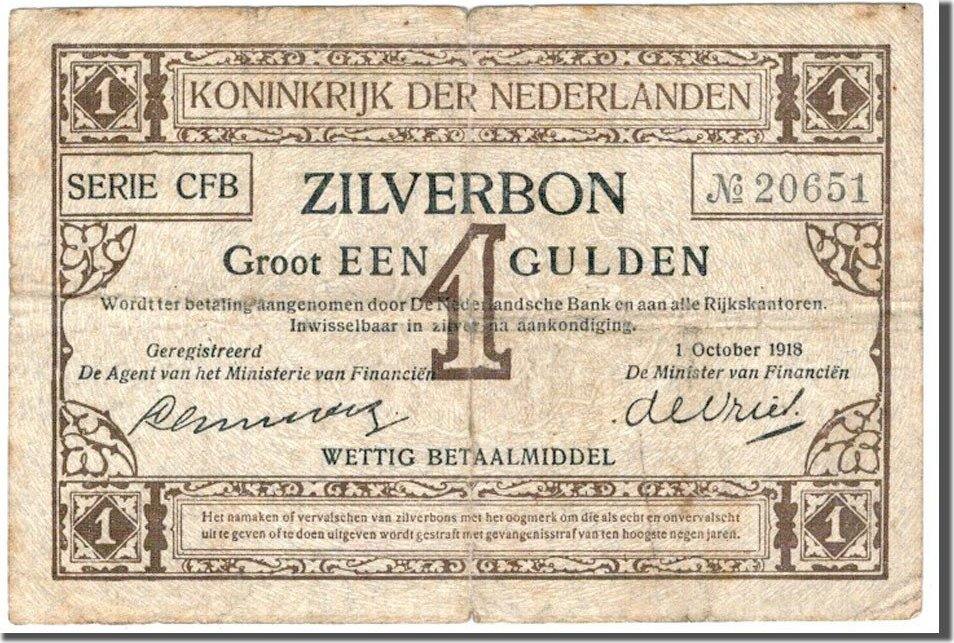 1 KONINKRIJK DER NEDERLANDEN 1
SERIE CFB ZILVERBON № 20651
Groot EEN 1 GULDEN
Wordt ter betaling aangenomen door De Nederlandsche Bank en aan alle Rijkskantoren.
Inwisselbaar in zilver na aankondiging.
Geregistreerd 1 October 1918
De Agent van het Ministerie van Financiën De Minister van Financiën
de Vries.
WETTIG BETAALMIDDEL
1 Het namaken of vervalschen van zilverbons met het oogmerk om die als echt en onvervalscht 1
uit te geven of te doen uitgeven wordt gestraft met gevangenisstraf van ten hoogste negen jaren.